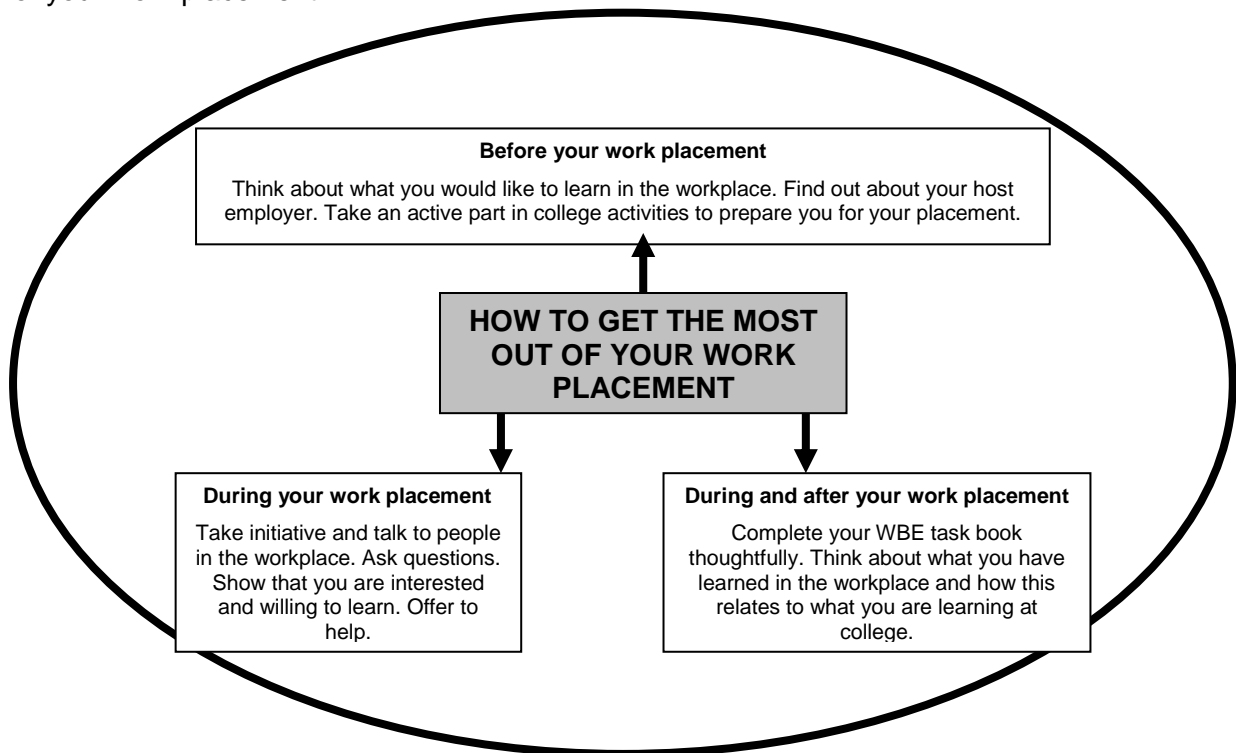 Before your work placement
Think about what you would like to learn in the workplace. Find out about your host
employer. Take an active part in college activities to prepare you for your placement.
HOW TO GET THE MOST
OUT OF YOUR WORK
PLACEMENT
During your work placement
Take initiative and talk to people
in the workplace. Ask questions.
Show that you are interested
and willing to learn. Offer to
help.
During and after your work placement
Complete your WBE task book
thoughtfully. Think about what you have
learned in the workplace and how this
relates to what you are learning at
college.